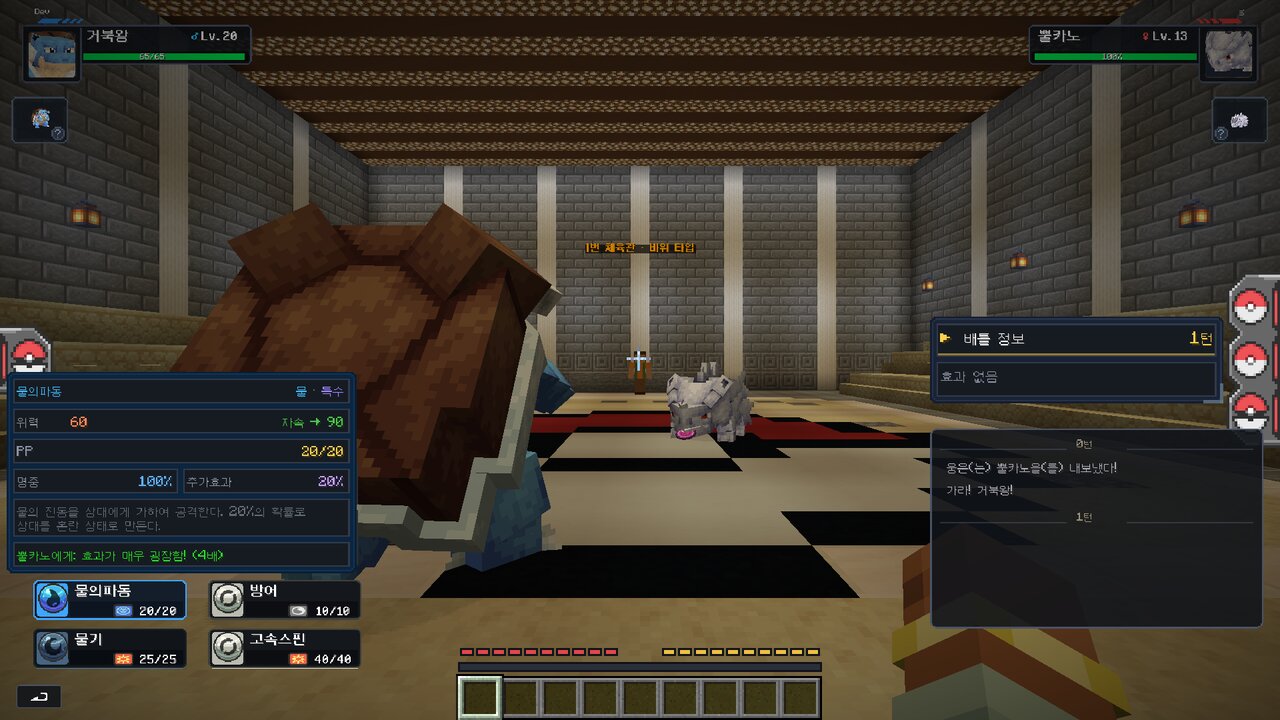 Dev
거북왕 ♂Lv.20
65/65
뿔카노 ♀Lv.13
100%
?
?
1번 체육관 · 바위 타입
배틀 정보 1턴
효과 없음
물의파동 물 · 특수
위력 60 자속 → 90
PP 20/20
명중 100% 추가효과 20%
물의 진동을 상대에게 가하여 공격한다. 20%의 확률로
상대를 혼란 상태로 만든다.
뿔카노에게: 효과가 매우 굉장함! (4배)
물의파동
20/20
방어
10/10
물기
25/25
고속스핀
40/40
0턴
웅은(는) 뿔카노을(를) 내보냈다!
가라! 거북왕!
1턴